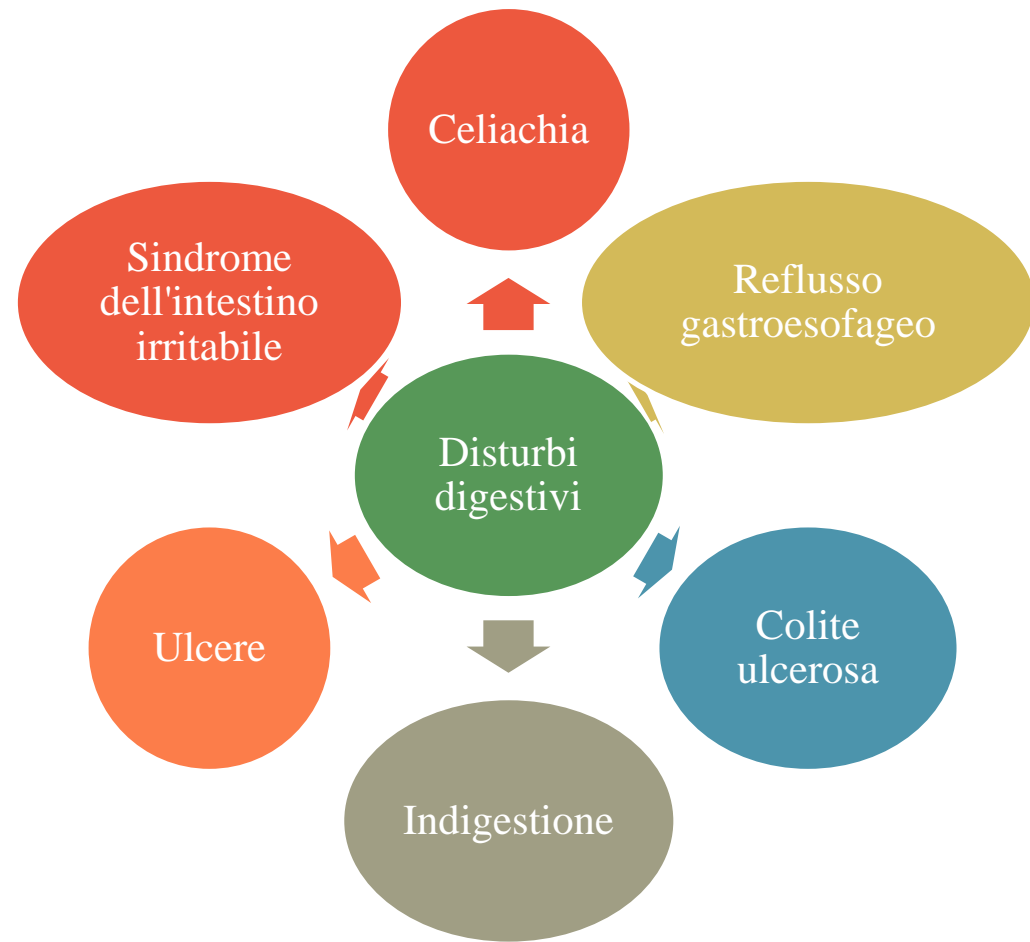 Celiachia
Sindrome
dell'intestino
irritabile
Reflusso
gastroesofageo
Disturbi
digestivi
Ulcere
Colite
ulcerosa
Indigestione